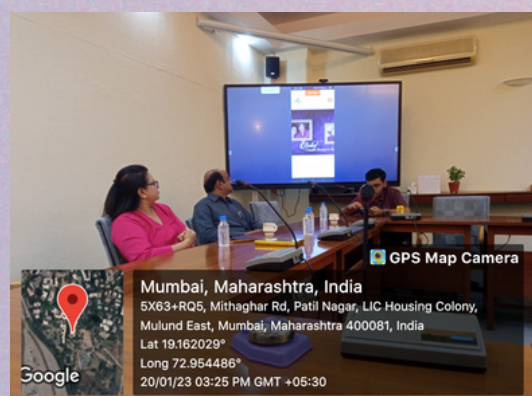 GPS Map Camera
Mumbai, Maharashtra, India
5X63+RQ5, Mithaghar Rd, Patil Nagar, LIC Housing Colony,
Mulund East, Mumbai, Maharashtra 400081, India
Lat 19.162029°
Long 72.954486°
20/01/23 03:25 PM GMT +05:30
Google